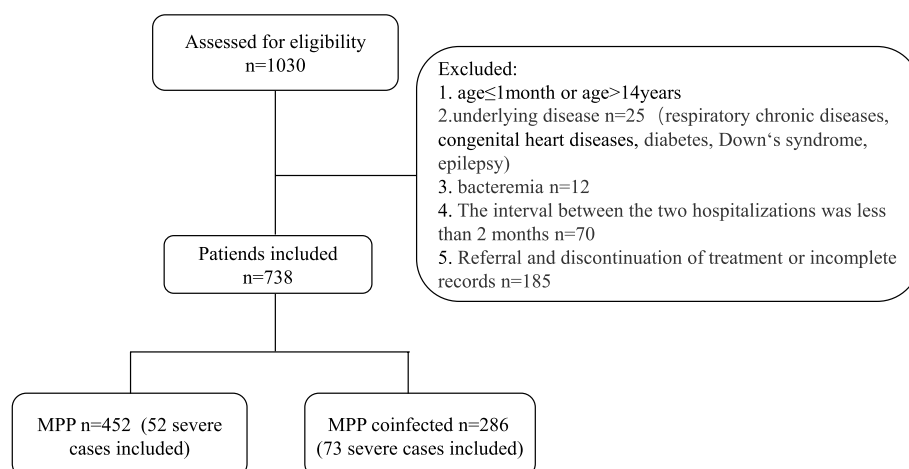 Assessed for eligibility
n=1030
Excluded:
1. age≤1month or age>14years
2.underlying disease n=25（respiratory chronic diseases,
congenital heart diseases, diabetes, Down‘s syndrome,
epilepsy)
3. bacteremia n=12
4. The interval between the two hospitalizations was less
than 2 months n=70
5. Referral and discontinuation of treatment or incomplete
records n=185
Patiends included
n=738
MPP n=452 (52 severe
cases included)
MPP coinfected n=286
(73 severe cases included)